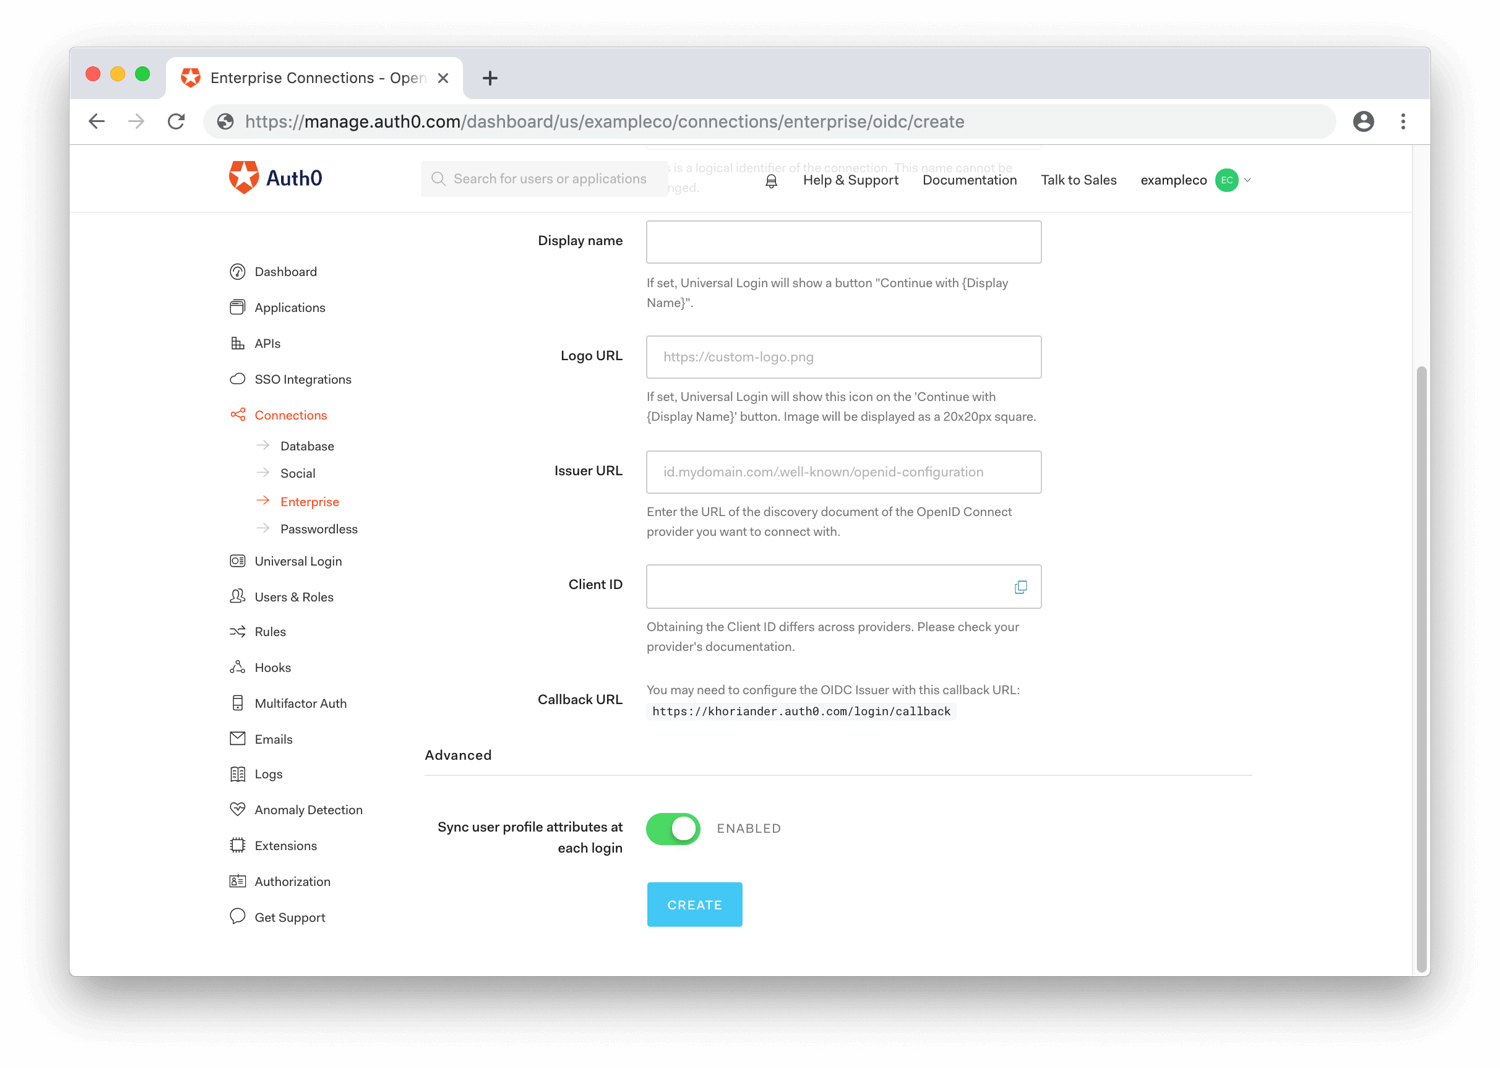 Enterprise Connections - Open
https://manage.auth0.com/dashboard/us/exampleco/connections/enterprise/oidc/create
Auth0
Search for users or applications
is a logical identifier of the connection. This name cannot be
nged.
Help & Support
Documentation
Talk to Sales
exampleco
EC
Dashboard
Applications
APIs
SSO Integrations
Connections
Database
Social
Enterprise
Passwordless
Universal Login
Users & Roles
Rules
Hooks
Multifactor Auth
Emails
Logs
Anomaly Detection
Extensions
Authorization
Get Support
Display name
If set, Universal Login will show a button "Continue with {Display
Name}".
Logo URL
https://custom-logo.png
If set, Universal Login will show this icon on the 'Continue with
{Display Name}' button. Image will be displayed as a 20x20px square.
Issuer URL
id.mydomain.com/.well-known/openid-configuration
Enter the URL of the discovery document of the OpenID Connect
provider you want to connect with.
Client ID
Obtaining the Client ID differs across providers. Please check your
provider's documentation.
Callback URL
You may need to configure the OIDC Issuer with this callback URL:
https://khoriander.auth0.com/login/callback
Advanced
Sync user profile attributes at
each login
ENABLED
CREATE